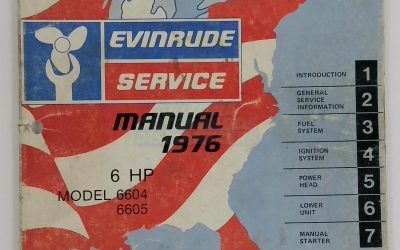 EVINRUDE
SERVICE
MANUAL
1976
6 HP
MODEL 6604
6605
INTRODUCTION 1
GENERAL
SERVICE
INFORMATION 2
FUEL
SYSTEM 3
IGNITION
SYSTEM 4
POWER
HEAD 5
LOWER
UNIT 6
MANUAL
STARTER 7